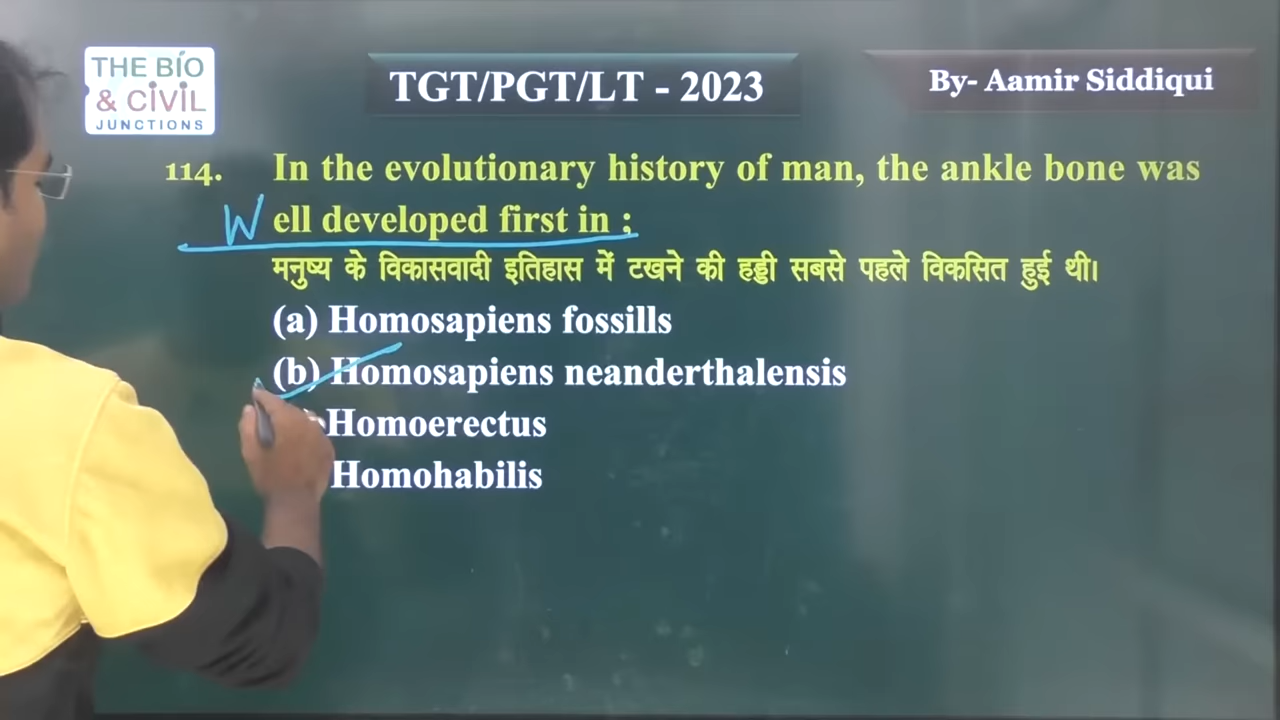 THE BIO
& CIVIL
JUNCTIONS
TGT/PGT/LT - 2023
By- Aamir Siddiqui
114. In the evolutionary history of man, the ankle bone was
W ell developed first in ;
मनुष्य के विकासवादी इतिहास में टखने की हड्डी सबसे पहले विकसित हुई थी।
(a) Homosapiens fossills
(b) Homosapiens neanderthalensis
Homoerectus
Homohabilis